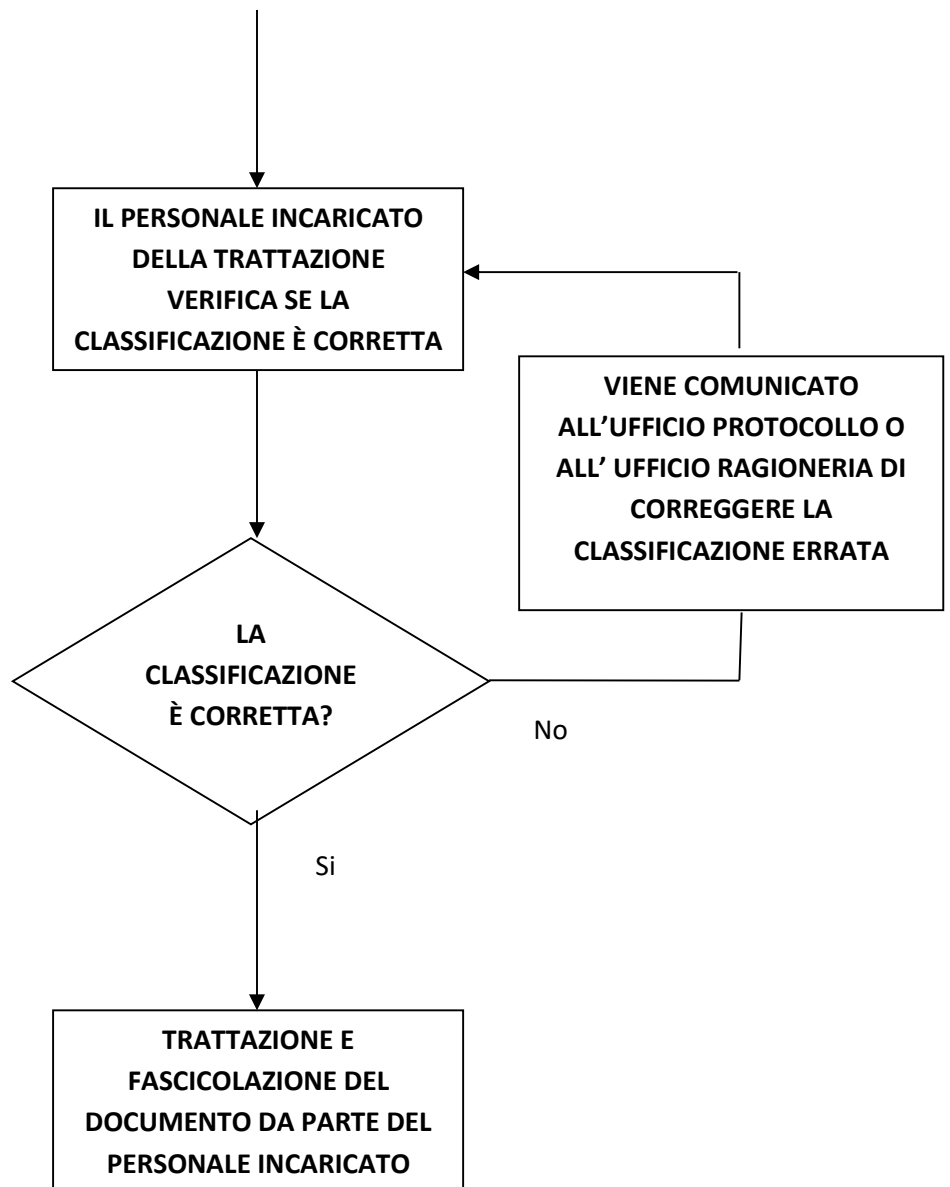 IL PERSONALE INCARICATO
DELLA TRATTAZIONE
VERIFICA SE LA
CLASSIFICAZIONE È CORRETTA
VIENE COMUNICATO
ALL’UFFICIO PROTOCOLLO O
ALL’ UFFICIO RAGIONERIA DI
CORREGGERE LA
CLASSIFICAZIONE ERRATA
LA
CLASSIFICAZIONE
È CORRETTA?
No
Si
TRATTAZIONE E
FASCICOLAZIONE DEL
DOCUMENTO DA PARTE DEL
PERSONALE INCARICATO